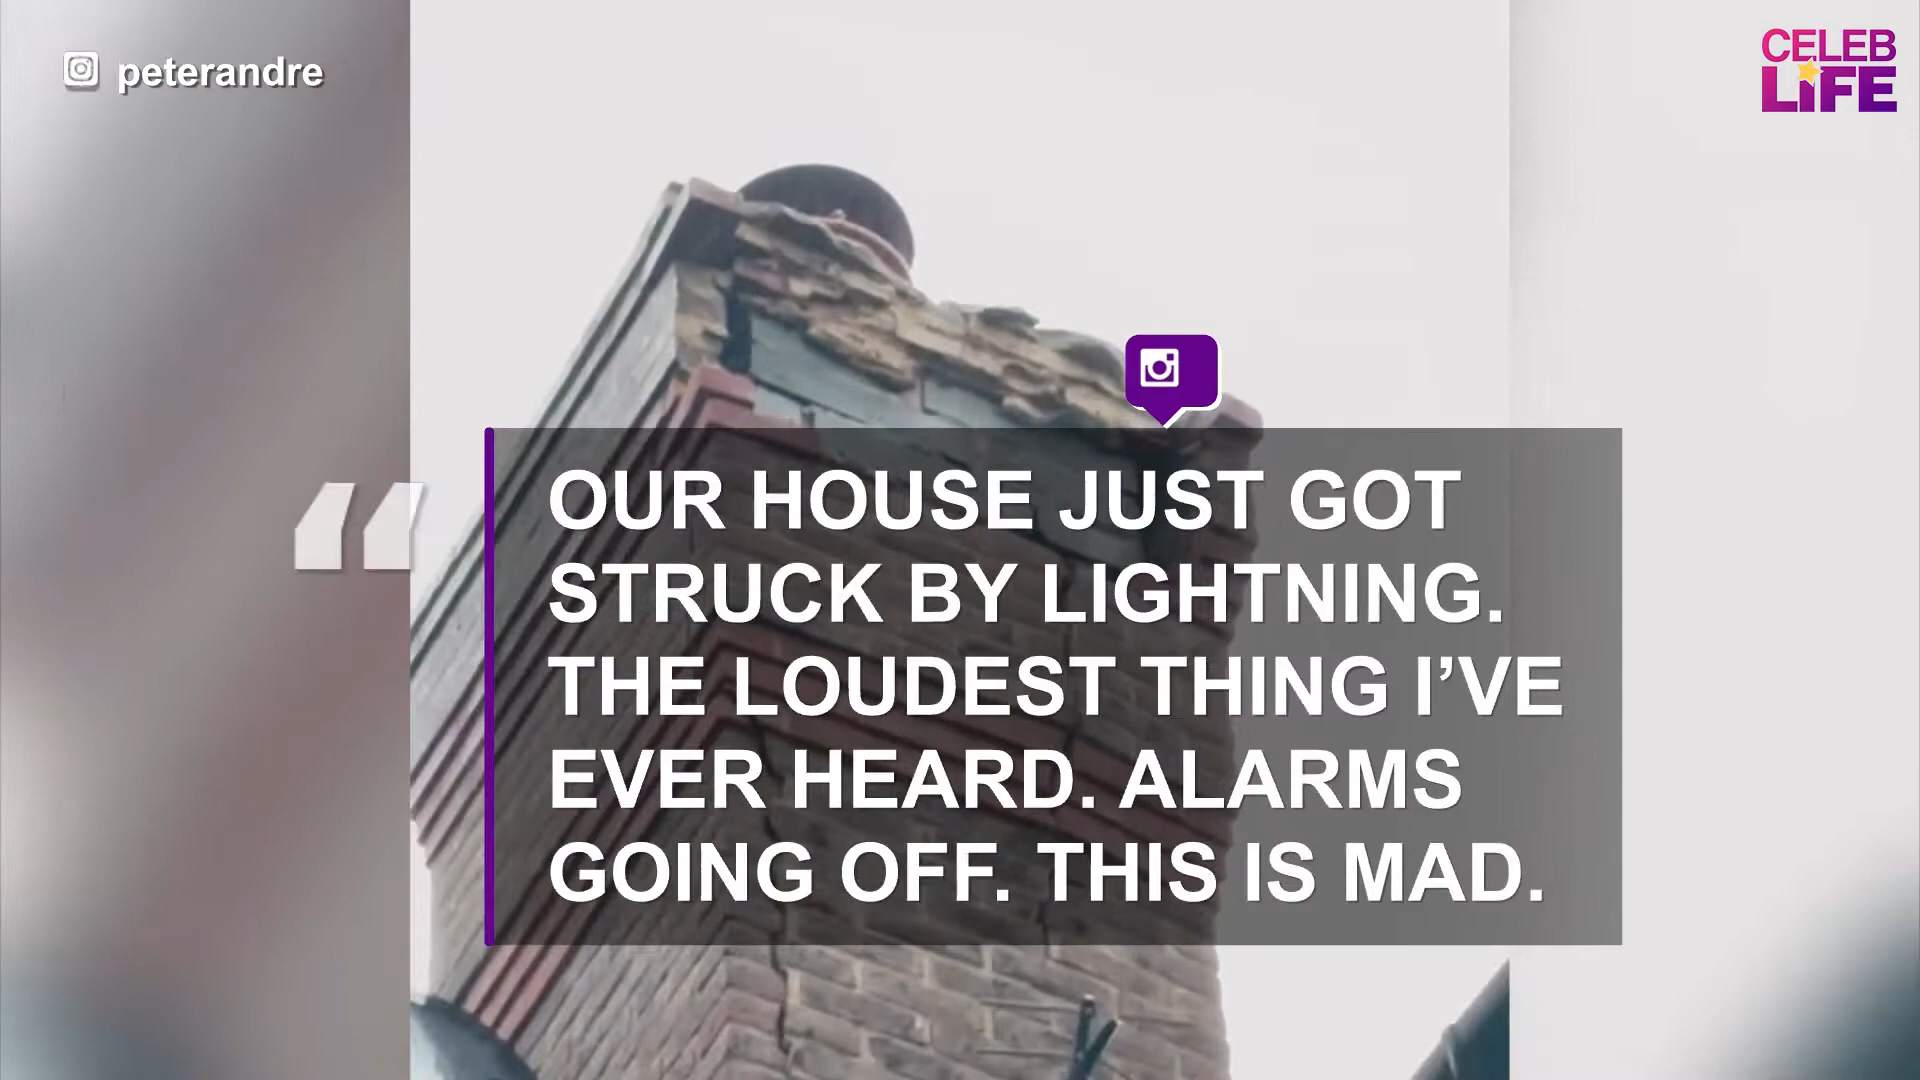 peterandre
CELEB
LiFE
“
OUR HOUSE JUST GOT
STRUCK BY LIGHTNING.
THE LOUDEST THING I’VE
EVER HEARD. ALARMS
GOING OFF. THIS IS MAD.